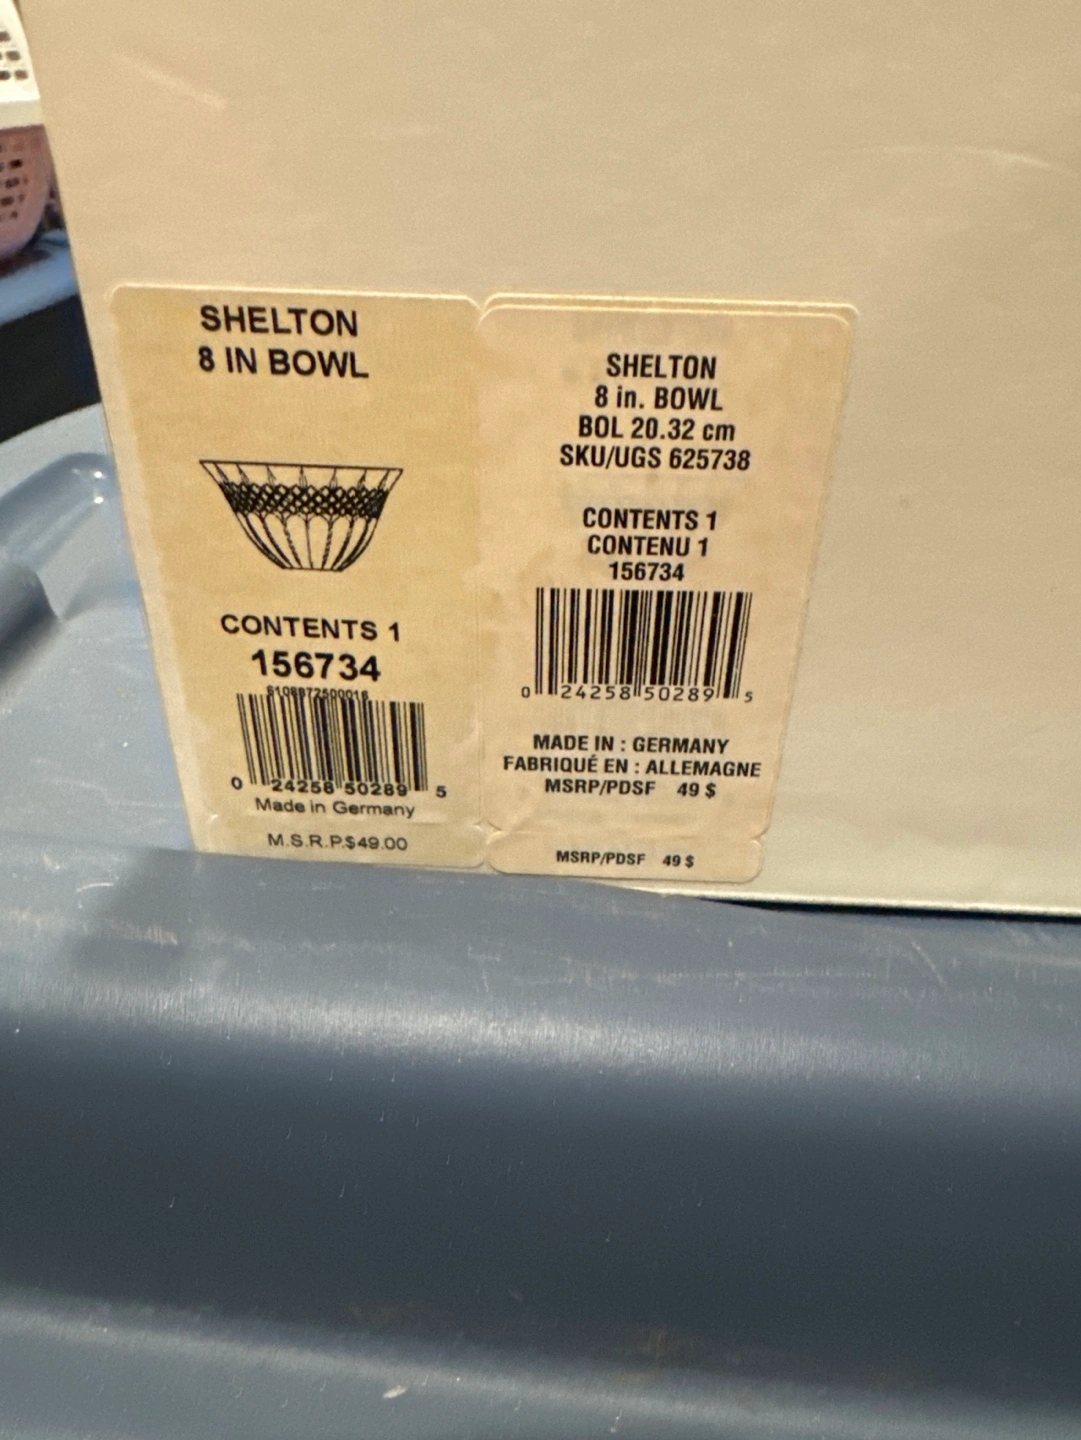 SHELTON
8 IN BOWL
CONTENTS 1
156734
0 24258 50289 5
Made in Germany
M.S.R.P.$49.00
SHELTON
8 in. BOWL
BOL 20.32 cm
SKU/UGS 625738
CONTENTS 1
CONTENU 1
156734
0 24258 50289 5
MADE IN : GERMANY
FABRIQUÉ EN : ALLEMAGNE
MSRP/PDSF 49 $
MSRP/PDSF 49 $